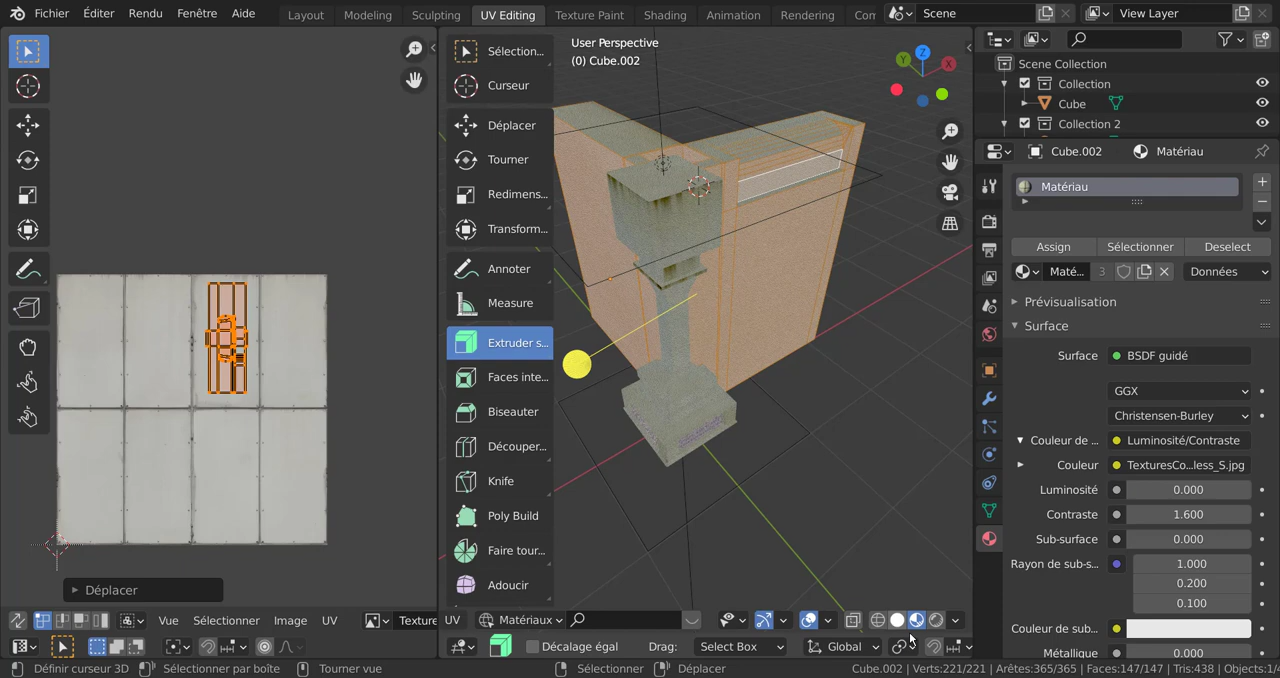 Fichier Éditer Rendu Fenêtre Aide Layout Modeling Sculpting UV Editing Texture Paint Shading Animation Rendering Com Scene View Layer
User Perspective
(0) Cube.002
Sélection...
Curseur
Déplacer
Tourner
Redimens...
Transform...
Annoter
Measure
Extruder s...
Faces inte...
Biseauter
Découper...
Knife
Poly Build
Faire tour...
Adoucir
Y Z X
Scene Collection
Collection
Cube
Collection 2
Cube.002 Matériau
Matériau
Assign Sélectionner Deselect
Maté... 3 Données
Prévisualisation
Surface
Surface BSDF guidé
GGX
Christensen-Burley
Couleur de ... Luminosité/Contraste
Couleur TexturesCo...less_S.jpg
Luminosité 0.000
Contraste 1.600
Sub-surface 0.000
Rayon de sub-s... 1.000
0.200
0.100
Couleur de sub...
Métallique 0.000
Déplacer
Vue Sélectionner Image UV Texture
UV Matériaux
Décalage égal Drag: Select Box Global
Définir curseur 3D Sélectionner par boîte Tourner vue Sélectionner Déplacer Cube.002 | Verts:221/221 | Arêtes:365/365 | Faces:147/147 | Tris:438 | Objects:1/4